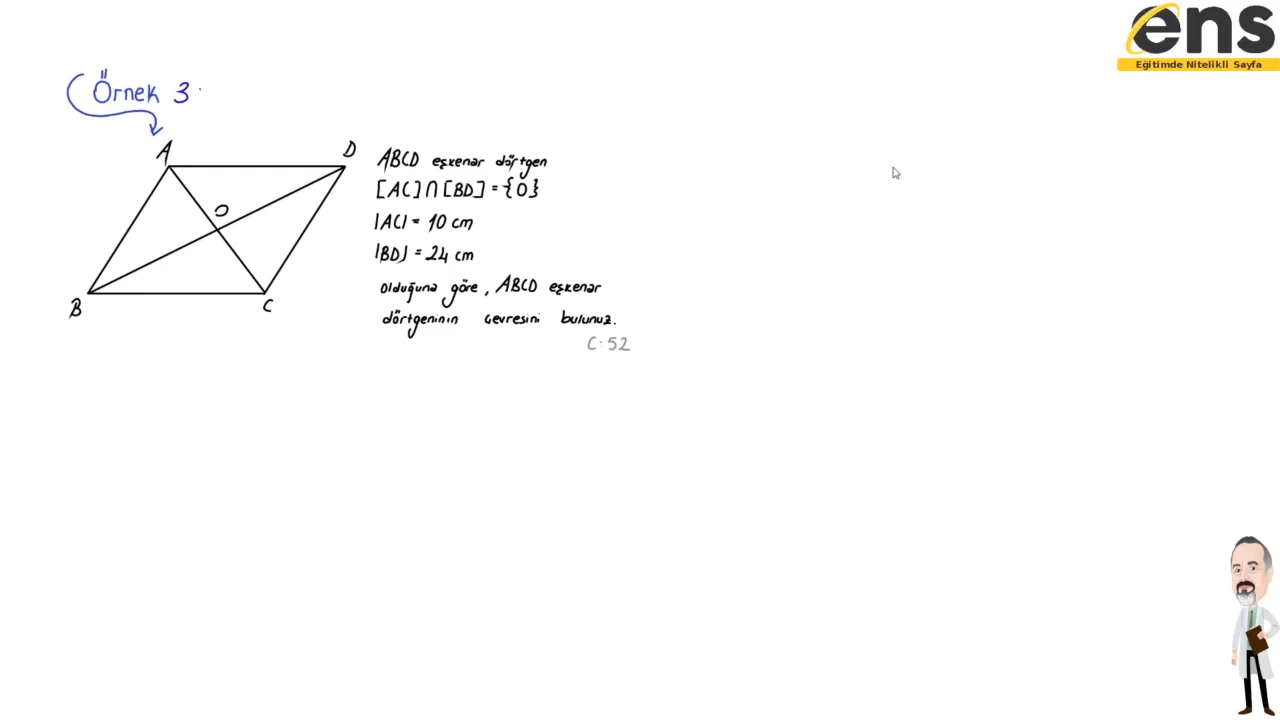 ens
Eğitimde Nitelikli Sayfa
Örnek 3.
A
D
O
B
C
ABCD eşkenar dörtgen
[AC]∩[BD]={O}
|AC| = 10 cm
|BD| = 24 cm
olduğuna göre, ABCD eşkenar
dörtgeninin çevresini bulunuz.
C. 52